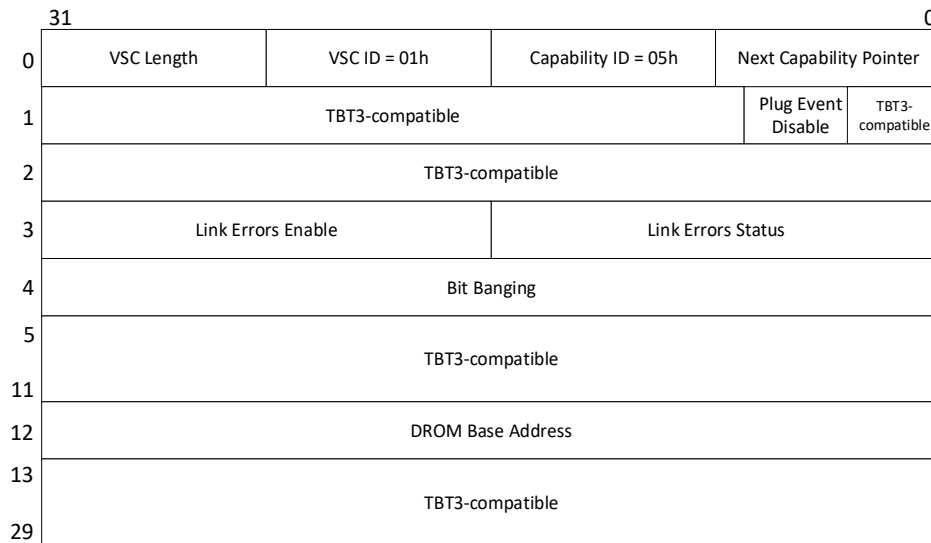 31 0
0 VSC Length VSC ID = 01h Capability ID = 05h Next Capability Pointer
1 TBT3-compatible Plug Event Disable TBT3-compatible
2 TBT3-compatible
3 Link Errors Enable Link Errors Status
4 Bit Banging
5
TBT3-compatible
11
12 DROM Base Address
13
TBT3-compatible
29